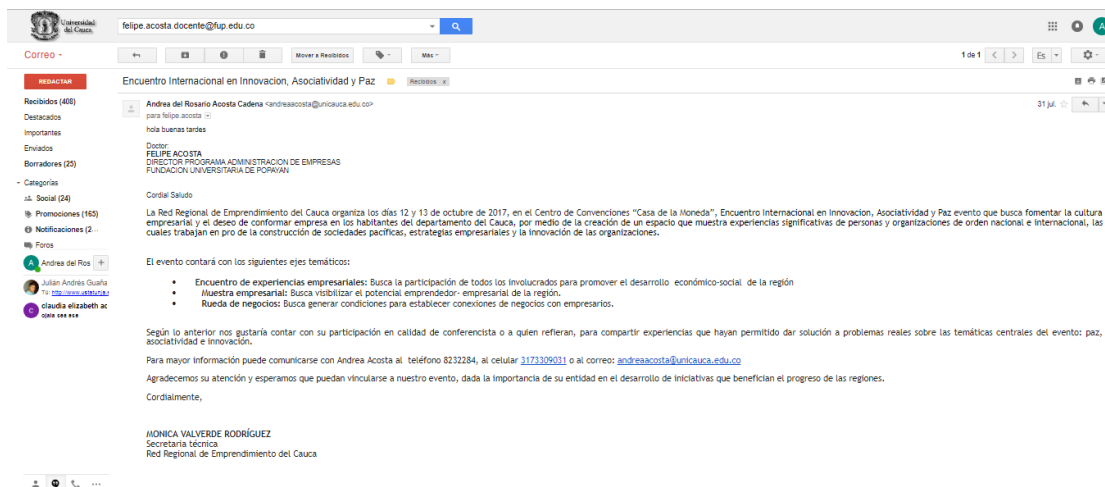 Universidad
del Cauca
felipe.acosta.docente@fup.edu.co
A
Correo
Mover a Recibidos
Más
1 de 1
Es
REDACTAR
Encuentro Internacional en Innovacion, Asociatividad y Paz
Recibidos x
Recibidos (408)
Destacados
Importantes
Enviados
Borradores (25)
Categorías
Social (24)
Promociones (165)
Notificaciones (2...
Foros
Andrea del Ros
+
Julian Andrés Guaña
claudia elizabeth ac
ojala sea ese
Andrea del Rosario Acosta Cadena <andreaacosta@unicauca.edu.co>
31 jul.
para felipe.acosta
hola buenas tardes
Doctor:
FELIPE ACOSTA
DIRECTOR PROGRAMA ADMINISTRACION DE EMPRESAS
FUNDACION UNIVERSITARIA DE POPAYAN
Cordial Saludo
La Red Regional de Emprendimiento del Cauca organiza los días 12 y 13 de octubre de 2017, en el Centro de Convenciones “Casa de la Moneda”, Encuentro Internacional en Innovacion, Asociatividad y Paz evento que busca fomentar la cultura
empresarial y el deseo de conformar empresa en los habitantes del departamento del Cauca, por medio de la creación de un espacio que muestra experiencias significativas de personas y organizaciones de orden nacional e internacional, las
cuales trabajan en pro de la construcción de sociedades pacíficas, estrategias empresariales y la innovación de las organizaciones.
El evento contará con los siguientes ejes temáticos:
• Encuentro de experiencias empresariales: Busca la participación de todos los involucrados para promover el desarrollo económico-social de la región
• Muestra empresarial: Busca visibilizar el potencial emprendedor- empresarial de la región.
• Rueda de negocios: Busca generar condiciones para establecer conexiones de negocios con empresarios.
Según lo anterior nos gustaría contar con su participación en calidad de conferencista o a quien refieran, para compartir experiencias que hayan permitido dar solución a problemas reales sobre las temáticas centrales del evento: paz,
asociatividad e innovación.
Para mayor información puede comunicarse con Andrea Acosta al teléfono 8232284, al celular 3173309031 o al correo: andreaacosta@unicauca.edu.co
Agradecemos su atención y esperamos que puedan vincularse a nuestro evento, dada la importancia de su entidad en el desarrollo de iniciativas que benefician el progreso de las regiones.
Cordialmente,
MONICA VALVERDE RODRÍGUEZ
Secretaria técnica
Red Regional de Emprendimiento del Cauca